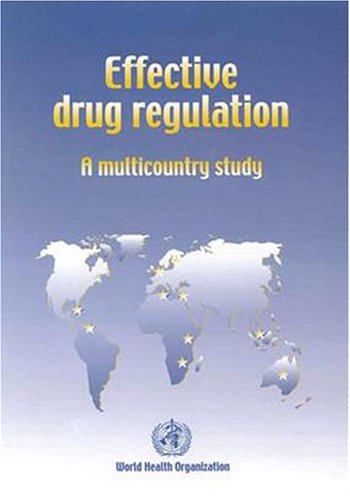 Effective
drug regulation
A multicountry study
World Health Organization